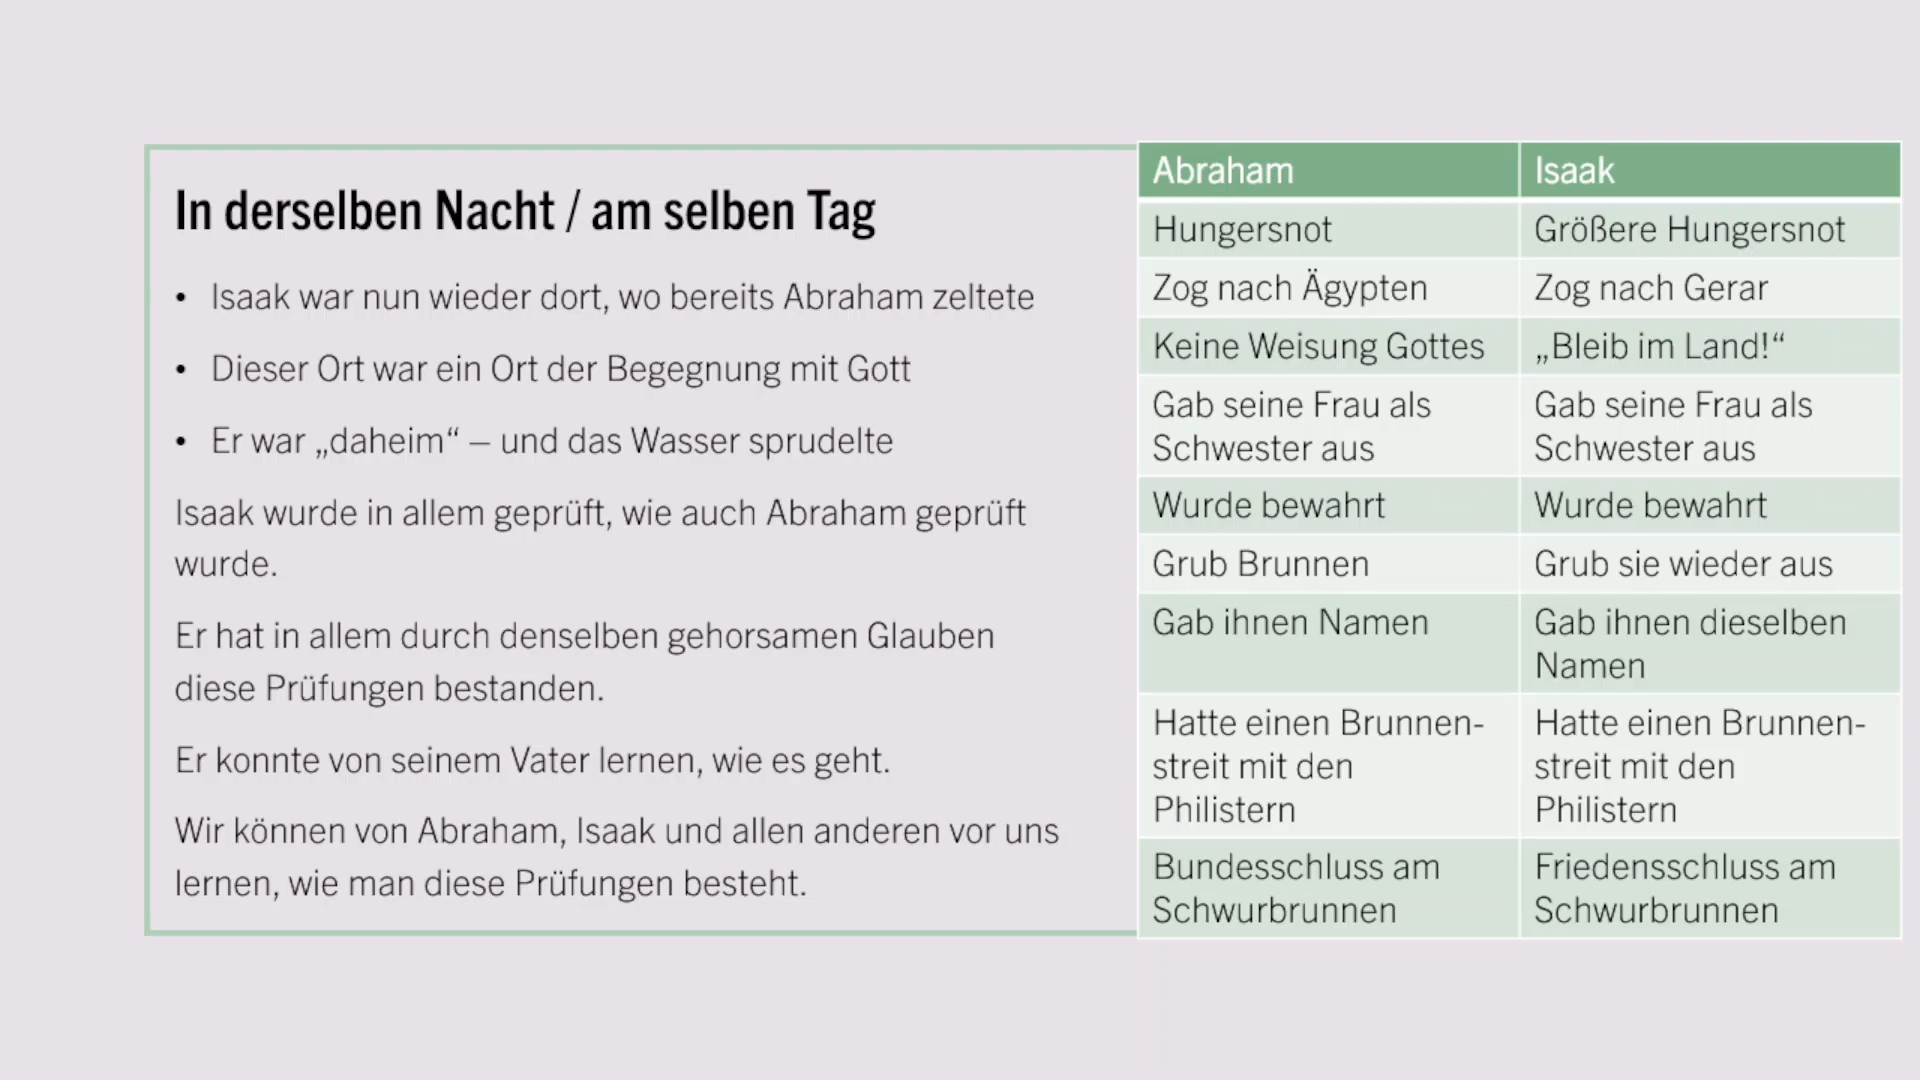 In derselben Nacht / am selben Tag
• Isaak war nun wieder dort, wo bereits Abraham zeltete
• Dieser Ort war ein Ort der Begegnung mit Gott
• Er war „daheim“ – und das Wasser sprudelte
Isaak wurde in allem geprüft, wie auch Abraham geprüft
wurde.
Er hat in allem durch denselben gehorsamen Glauben
diese Prüfungen bestanden.
Er konnte von seinem Vater lernen, wie es geht.
Wir können von Abraham, Isaak und allen anderen vor uns
lernen, wie man diese Prüfungen besteht.
Abraham
Isaak
Hungersnot
Größere Hungersnot
Zog nach Ägypten
Zog nach Gerar
Keine Weisung Gottes
„Bleib im Land!“
Gab seine Frau als
Schwester aus
Gab seine Frau als
Schwester aus
Wurde bewahrt
Wurde bewahrt
Grub Brunnen
Grub sie wieder aus
Gab ihnen Namen
Gab ihnen dieselben
Namen
Hatte einen Brunnen-
streit mit den
Philistern
Hatte einen Brunnen-
streit mit den
Philistern
Bundesschluss am
Schwurbrunnen
Friedensschluss am
Schwurbrunnen